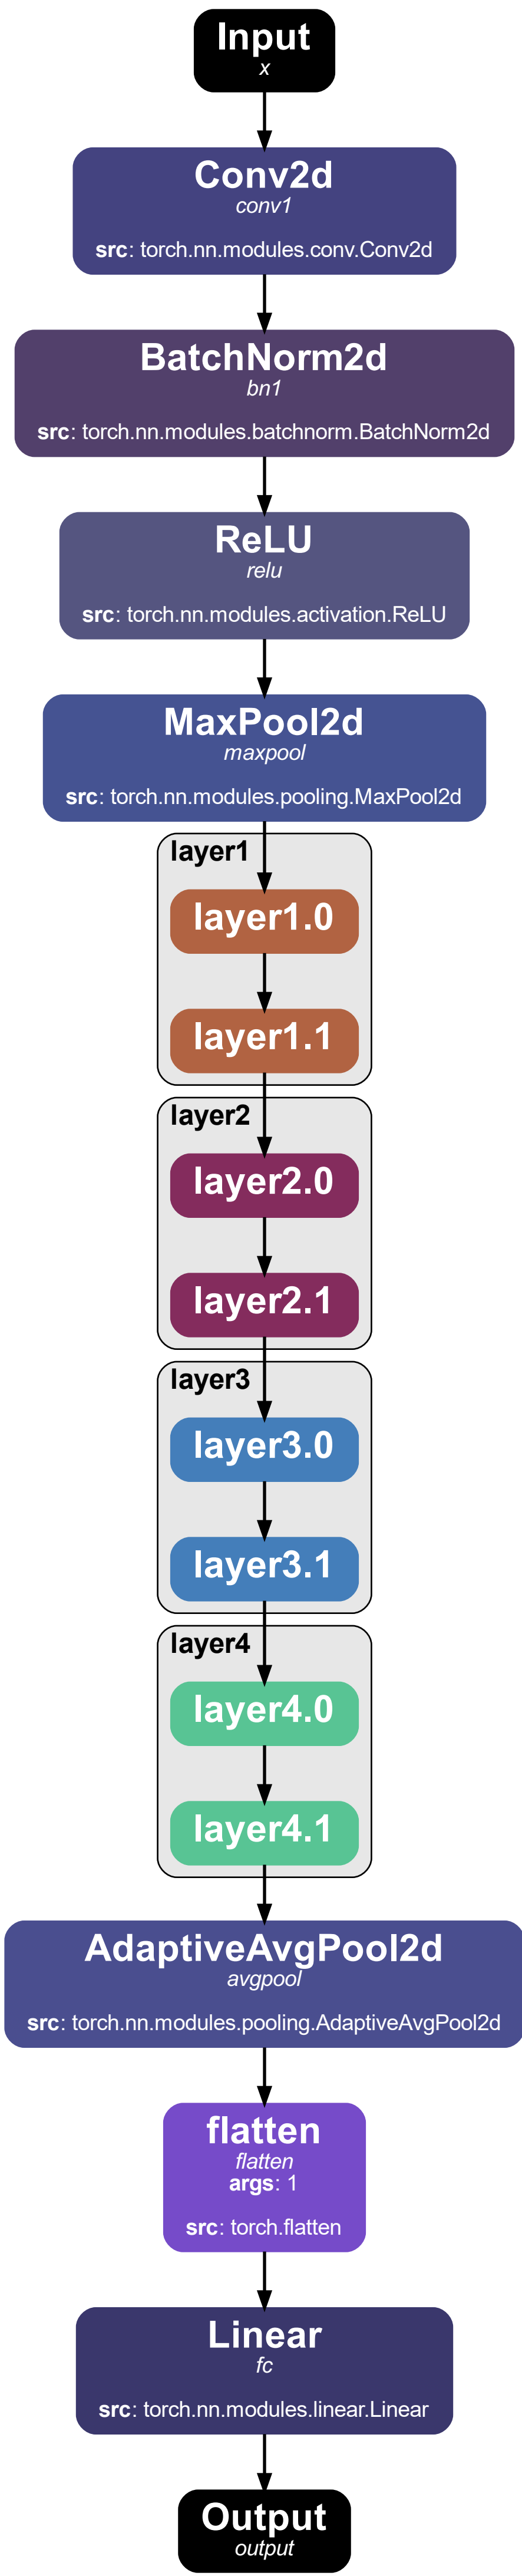 Input
x
Conv2d
conv1
src: torch.nn.modules.conv.Conv2d
BatchNorm2d
bn1
src: torch.nn.modules.batchnorm.BatchNorm2d
ReLU
relu
src: torch.nn.modules.activation.ReLU
MaxPool2d
maxpool
src: torch.nn.modules.pooling.MaxPool2d
layer1
layer1.0
layer1.1
layer2
layer2.0
layer2.1
layer3
layer3.0
layer3.1
layer4
layer4.0
layer4.1
AdaptiveAvgPool2d
avgpool
src: torch.nn.modules.pooling.AdaptiveAvgPool2d
flatten
flatten
args: 1
src: torch.flatten
Linear
fc
src: torch.nn.modules.linear.Linear
Output
output